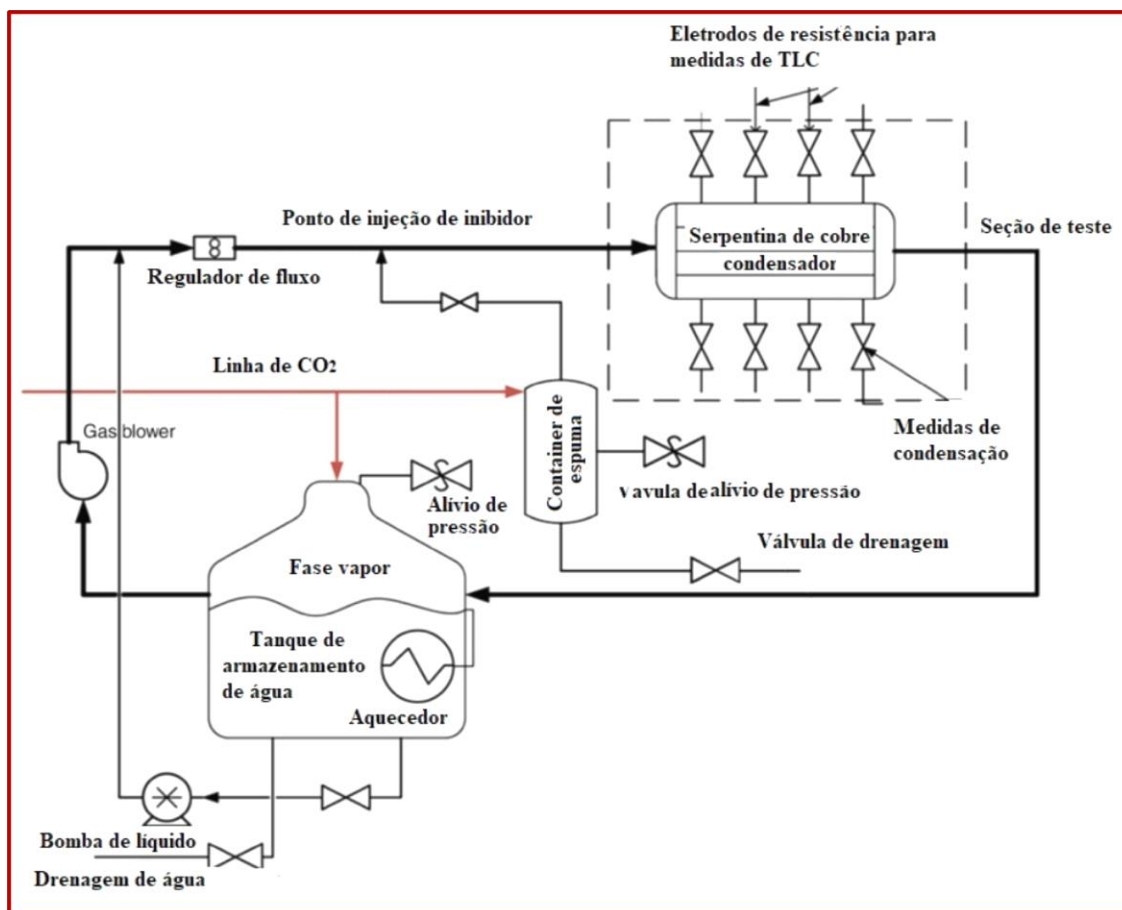 Eletrodos de resistência para
medidas de TLC
Ponto de injeção de inibidor
Seção de teste
Serpentina de cobre
condensador
Regulador de fluxo
Linha de CO2
Gas blower
Container de
espuma
Medidas de
condensação
Alívio de
pressão
Vavula de alívio de pressão
Válvula de drenagem
Fase vapor
Tanque de
armazenamento
de água
Aquecedor
Bomba de líquido
Drenagem de água